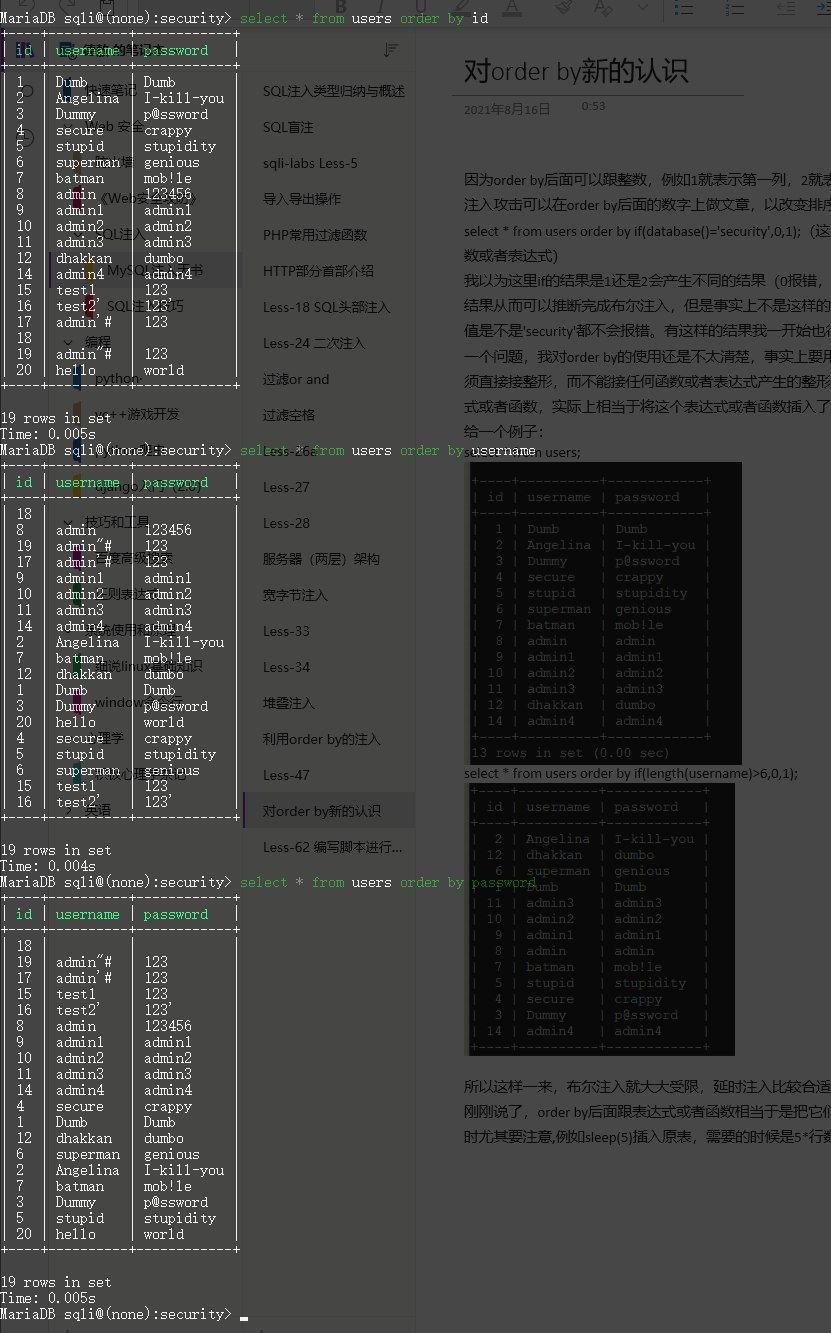 MariaDB sqli@(none):security> select * from users order by id
+----+----------+------------+
| id | username | password   |
+----+----------+------------+
| 1  | Dumb     | Dumb       |
| 2  | Angelina | I-kill-you |
| 3  | Dummy    | p@ssword   |
| 4  | secure   | crappy     |
| 5  | stupid   | stupidity  |
| 6  | superman | genious    |
| 7  | batman   | mob!le     |
| 8  | admin    | 123456     |
| 9  | admin1   | admin1     |
| 10 | admin2   | admin2     |
| 11 | admin3   | admin3     |
| 12 | dhakkan  | dumbo      |
| 14 | admin4   | admin4     |
| 15 | test1    | 123        |
| 16 | test2'   | 123'       |
| 17 | admin'#  | 123        |
| 18 |          |            |
| 19 | admin"#  | 123        |
| 20 | hello    | world      |
+----+----------+------------+
19 rows in set
Time: 0.005s
MariaDB sqli@(none):security> select * from users order by username
+----+----------+------------+
| id | username | password   |
+----+----------+------------+
| 18 |          |            |
| 8  | admin    | 123456     |
| 19 | admin"#  | 123        |
| 17 | admin'#  | 123        |
| 9  | admin1   | admin1     |
| 10 | admin2   | admin2     |
| 11 | admin3   | admin3     |
| 14 | admin4   | admin4     |
| 2  | Angelina | I-kill-you |
| 7  | batman   | mob!le     |
| 12 | dhakkan  | dumbo      |
| 1  | Dumb     | Dumb       |
| 3  | Dummy    | p@ssword   |
| 20 | hello    | world      |
| 4  | secure   | crappy     |
| 5  | stupid   | stupidity  |
| 6  | superman | genious    |
| 15 | test1    | 123        |
| 16 | test2'   | 123'       |
+----+----------+------------+
19 rows in set
Time: 0.004s
MariaDB sqli@(none):security> select * from users order by password
+----+----------+------------+
| id | username | password   |
+----+----------+------------+
| 18 |          |            |
| 19 | admin"#  | 123        |
| 17 | admin'#  | 123        |
| 15 | test1    | 123        |
| 16 | test2'   | 123'       |
| 8  | admin    | 123456     |
| 9  | admin1   | admin1     |
| 10 | admin2   | admin2     |
| 11 | admin3   | admin3     |
| 14 | admin4   | admin4     |
| 4  | secure   | crappy     |
| 1  | Dumb     | Dumb       |
| 12 | dhakkan  | dumbo      |
| 6  | superman | genious    |
| 2  | Angelina | I-kill-you |
| 7  | batman   | mob!le     |
| 3  | Dummy    | p@ssword   |
| 5  | stupid   | stupidity  |
| 20 | hello    | world      |
+----+----------+------------+
19 rows in set
Time: 0.005s
MariaDB sqli@(none):security>
的笔记本
快速笔记
Web 安全
SQL注入
编程
python
vc++游戏开发
技巧和工具
英语
SQL注入类型归纳与概述
SQL盲注
sqli-labs Less-5
导入导出操作
PHP常用过滤函数
HTTP部分首部介绍
Less-18 SQL头部注入
Less-24 二次注入
过滤or and
过滤空格
Less-26a
Less-27
Less-28
服务器（两层）架构
宽字节注入
Less-33
Less-34
堆叠注入
利用order by的注入
Less-47
对order by新的认识
Less-62 编写脚本进行...
对order by新的认识
2021年8月16日 0:53
因为order by后面可以跟整数，例如1就表示第一列，2就表
注入攻击可以在order by后面的数字上做文章，以改变排序
select * from users order by if(database()='security',0,1);（这
数或者表达式）
我以为这里if的结果是1还是2会产生不同的结果（0报错，
结果从而可以推断完成布尔注入，但是事实上不是这样的
值是不是'security'都不会报错。有这样的结果我一开始也很
一个问题，我对order by的使用还是不太清楚，事实上要用
须直接接整形，而不能接任何函数或者表达式产生的整形
式或者函数，实际上相当于将这个表达式或者函数插入了
给一个例子：
select * from users;
+----+----------+------------+
| id | username | password   |
+----+----------+------------+
| 1 | Dumb     | Dumb       |
| 2 | Angelina | I-kill-you |
| 3 | Dummy    | p@ssword   |
| 4 | secure   | crappy     |
| 5 | stupid   | stupidity  |
| 6 | superman | genious    |
| 7 | batman   | mob!le     |
| 8 | admin    | admin      |
| 9 | admin1   | admin1     |
| 10 | admin2   | admin2     |
| 11 | admin3   | admin3     |
| 12 | dhakkan  | dumbo      |
| 14 | admin4   | admin4     |
+----+----------+------------+
13 rows in set (0.00 sec)
select * from users order by if(length(username)>6,0,1);
+----+----------+------------+
| id | username | password   |
+----+----------+------------+
| 2 | Angelina | I-kill-you |
| 12 | dhakkan  | dumbo      |
| 6 | superman | genious    |
| 1 | Dumb     | Dumb       |
| 11 | admin3   | admin3     |
| 10 | admin2   | admin2     |
| 9 | admin1   | admin1     |
| 8 | admin    | admin      |
| 7 | batman   | mob!le     |
| 5 | stupid   | stupidity  |
| 4 | secure   | crappy     |
| 3 | Dummy    | p@ssword   |
| 14 | admin4   | admin4     |
+----+----------+------------+
所以这样一来，布尔注入就大大受限，延时注入比较合适
刚刚说了，order by后面跟表达式或者函数相当于是把它们
时尤其要注意,例如sleep(5)插入原表，需要的时候是5*行数